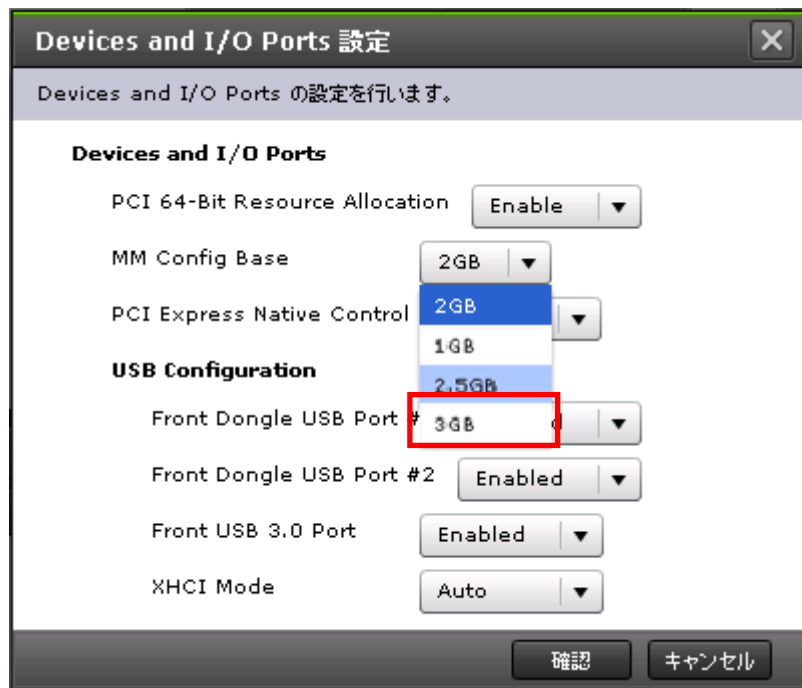 Devices and I/O Ports 設定
Devices and I/O Ports の設定を行います。
Devices and I/O Ports
PCI 64-Bit Resource Allocation Enable
MM Config Base 2GB
2GB
PCI Express Native Control
1GB
USB Configuration
2.5GB
Front Dongle USB Port #
3GB
d
Front Dongle USB Port #2 Enabled
Front USB 3.0 Port Enabled
XHCI Mode Auto
確認 キャンセル